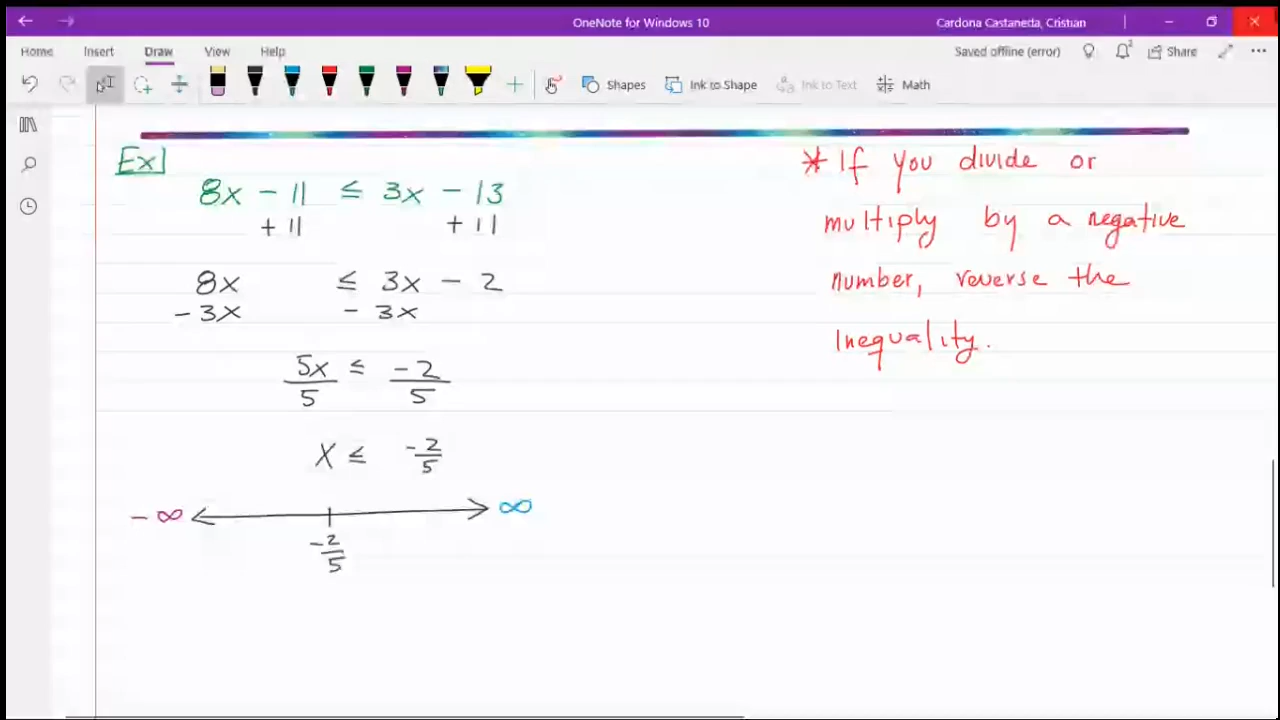 OneNote for Windows 10
Cardona Castaneda, Cristian
Home Insert Draw View Help
Saved offline (error)
2
Share
Shapes
Ink to Shape
Ink to Text
Math
Ex]
8x - 11 ≤ 3x - 13
+ 11 + 11
8x ≤ 3x - 2
- 3x - 3x
5x ≤ -2
5 5
x ≤ -2/5
-∞ ∞
-2/5
* If you divide or
multiply by a negative
number, reverse the
Inequality.